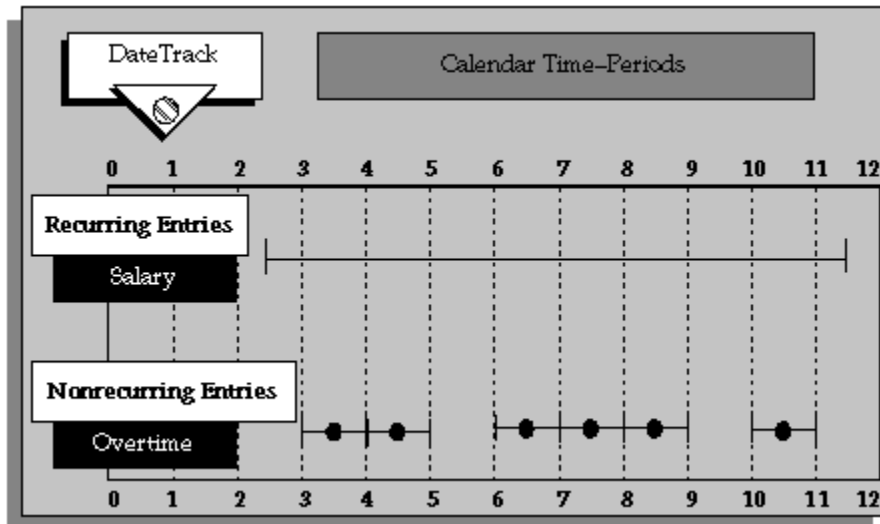 DateTrack
Calendar Time-Periods
0 1 2 3 4 5 6 7 8 9 10 11 12
Recurring Entries
Salary
Nonrecurring Entries
Overtime
0 1 2 3 4 5 6 7 8 9 10 11 12